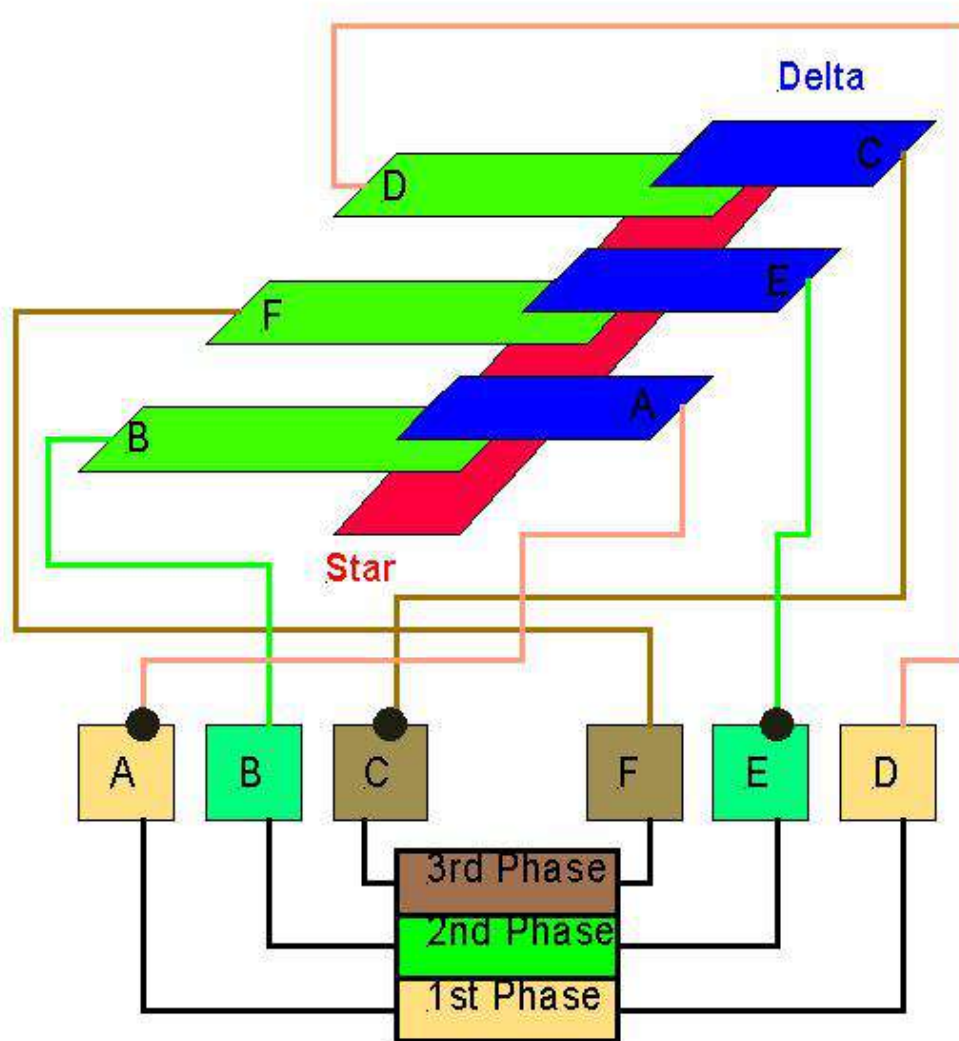 Delta
C
D
E
F
A
B
Star
A B C F E D
3rd Phase
2nd Phase
1st Phase